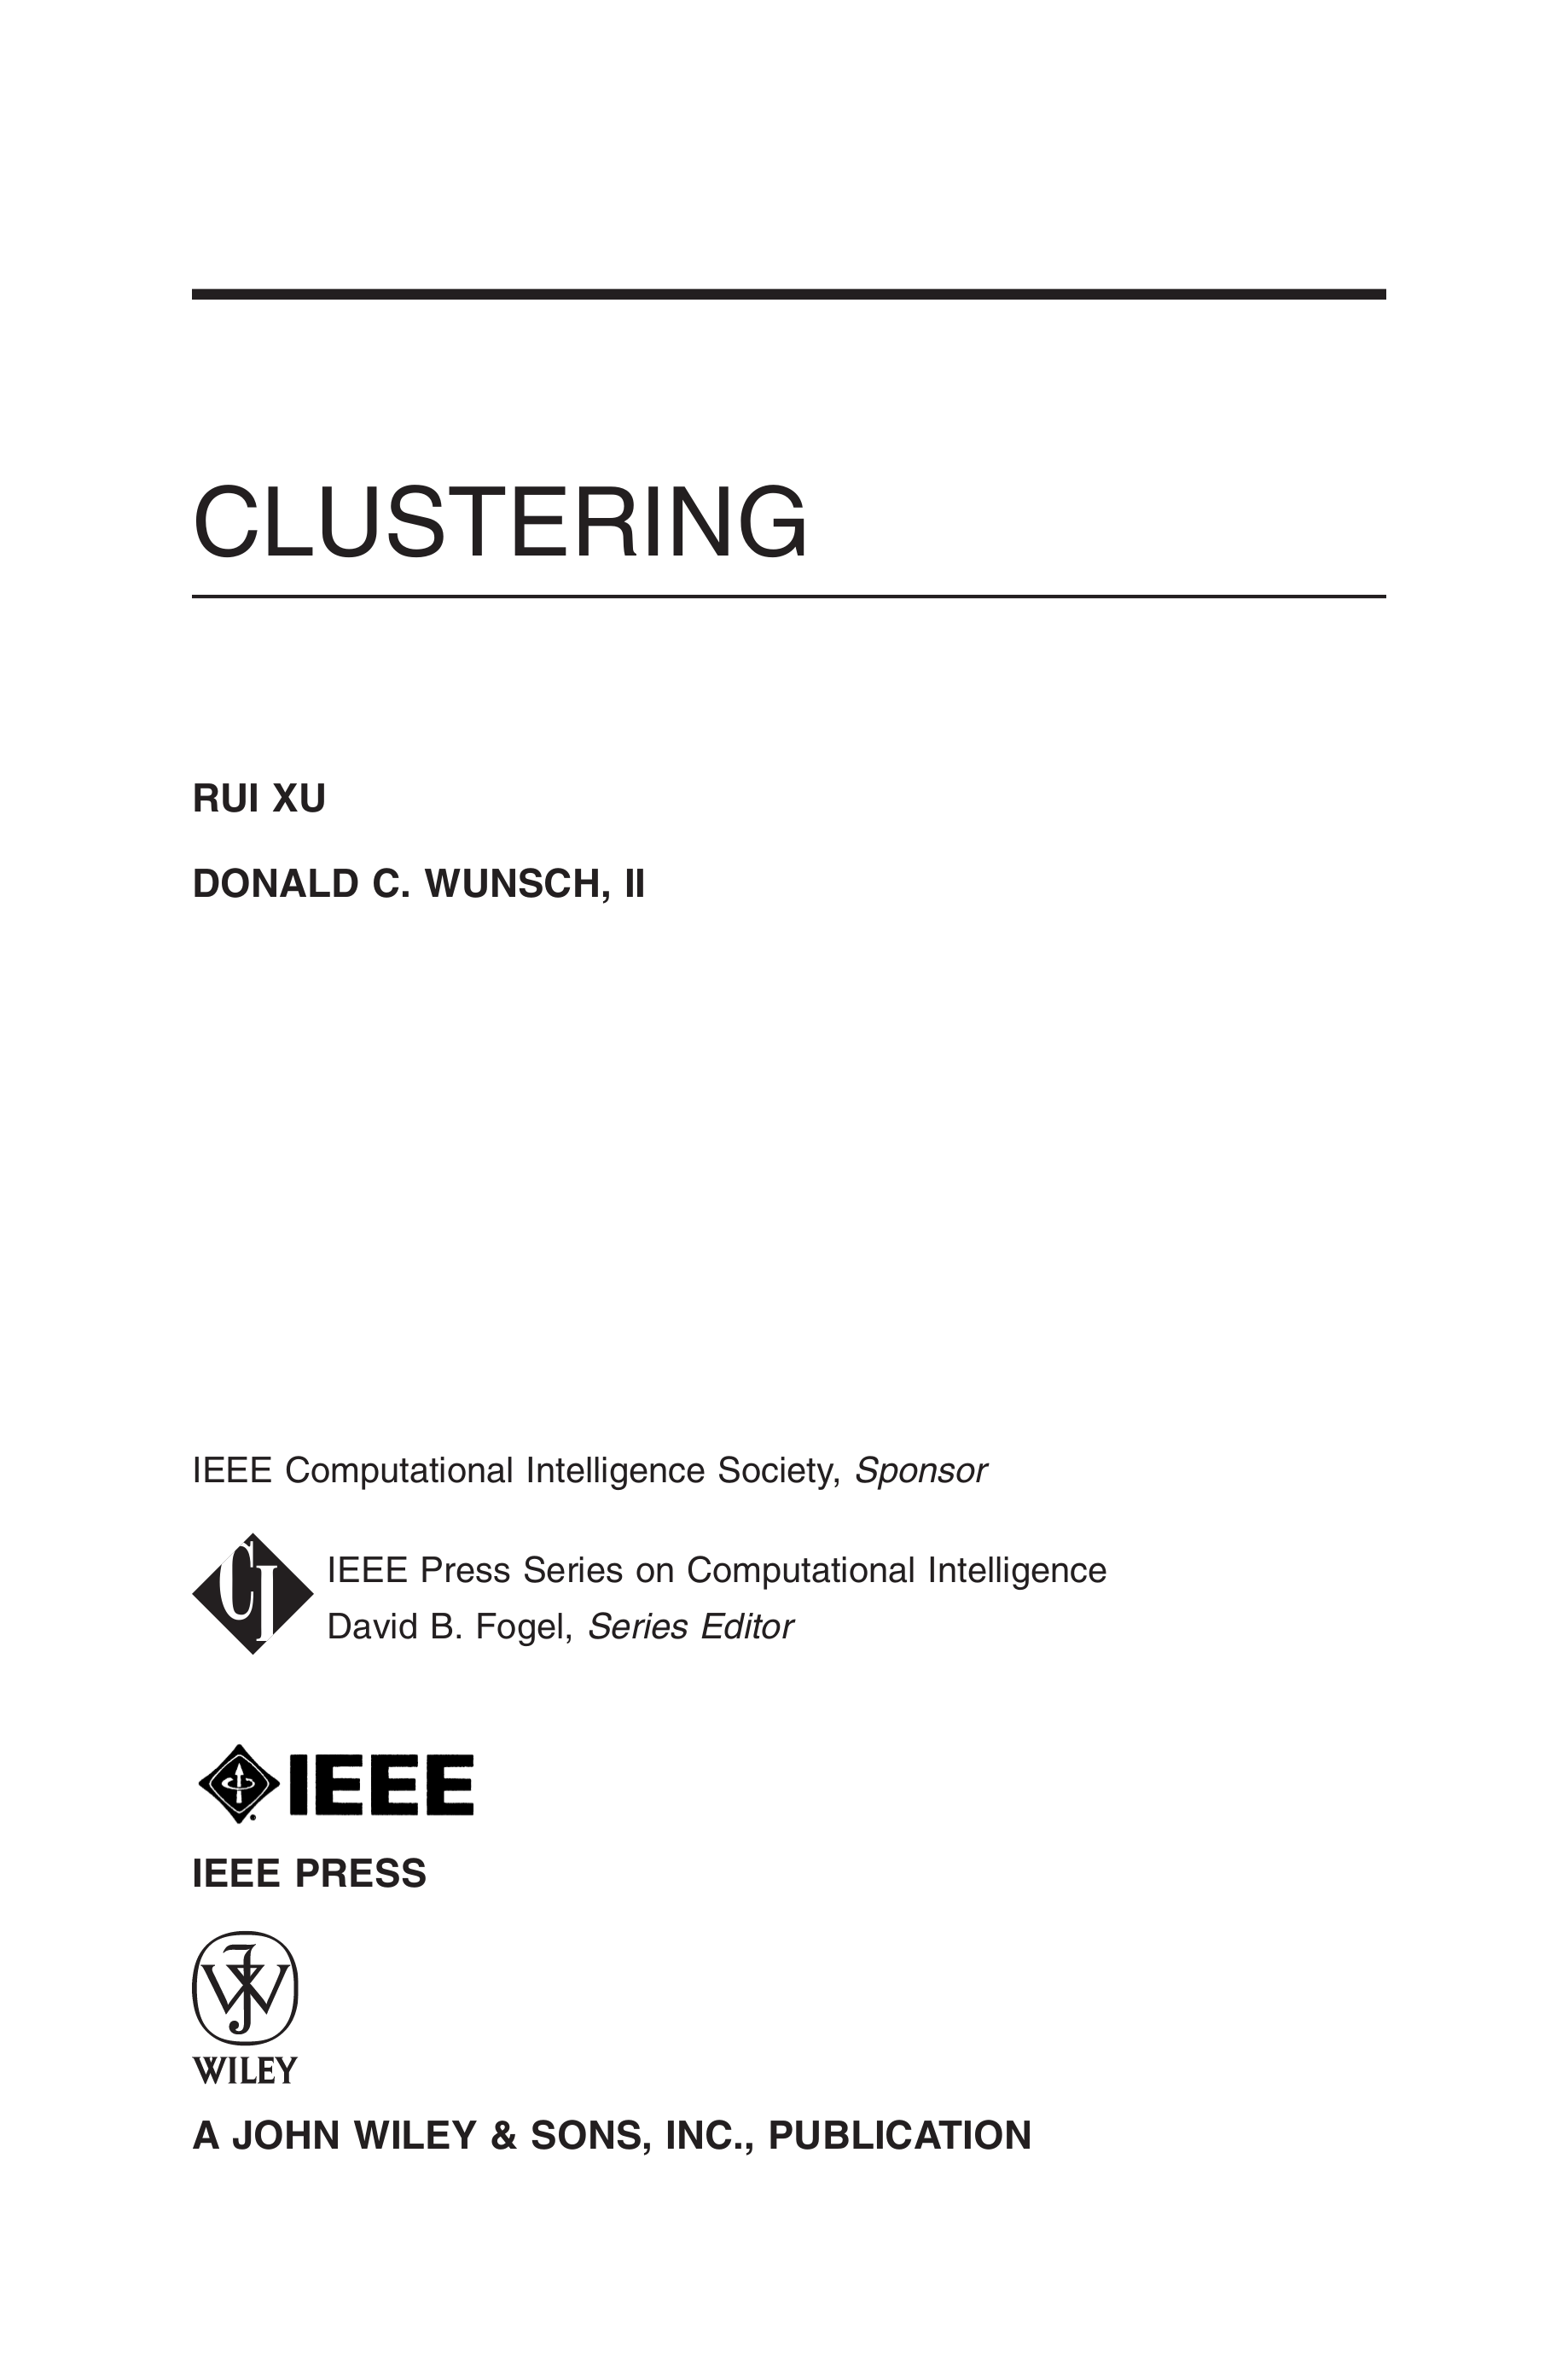 CLUSTERING
RUI XU
DONALD C. WUNSCH, II
IEEE Computational Intelligence Society, Sponsor
CI
IEEE Press Series on Computational Intelligence
David B. Fogel, Series Editor
IEEE
IEEE PRESS
JW
WILEY
A JOHN WILEY & SONS, INC., PUBLICATION